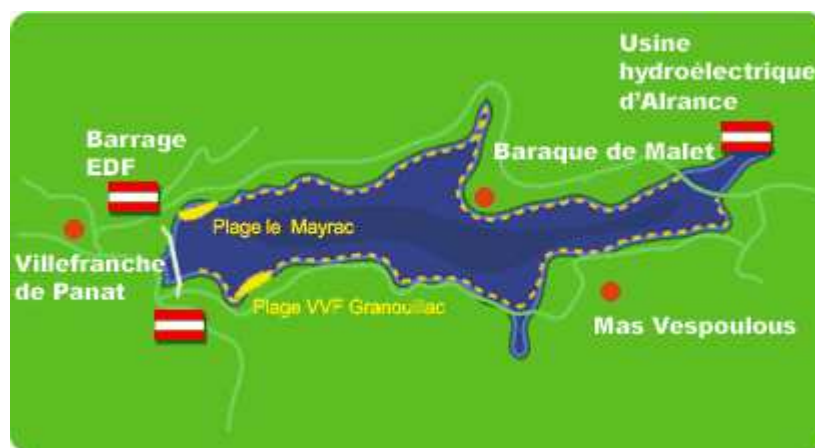 Usine
hydroélectrique
d'Alrance
Barrage
EDF
Baraque de Malet
Plage le Mayrac
Villefranche
de Panat
Plage VVF Granouillac
Mas Vespoulous